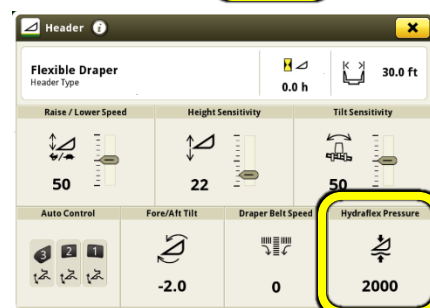 Header i
Flexible Draper
Header Type
0.0 h
30.0 ft
Raise / Lower Speed
Height Sensitivity
Tilt Sensitivity
50
22
50
Auto Control
Fore/Aft Tilt
Draper Belt Speed
Hydraflex Pressure
3 2 1
-2.0
0
2000